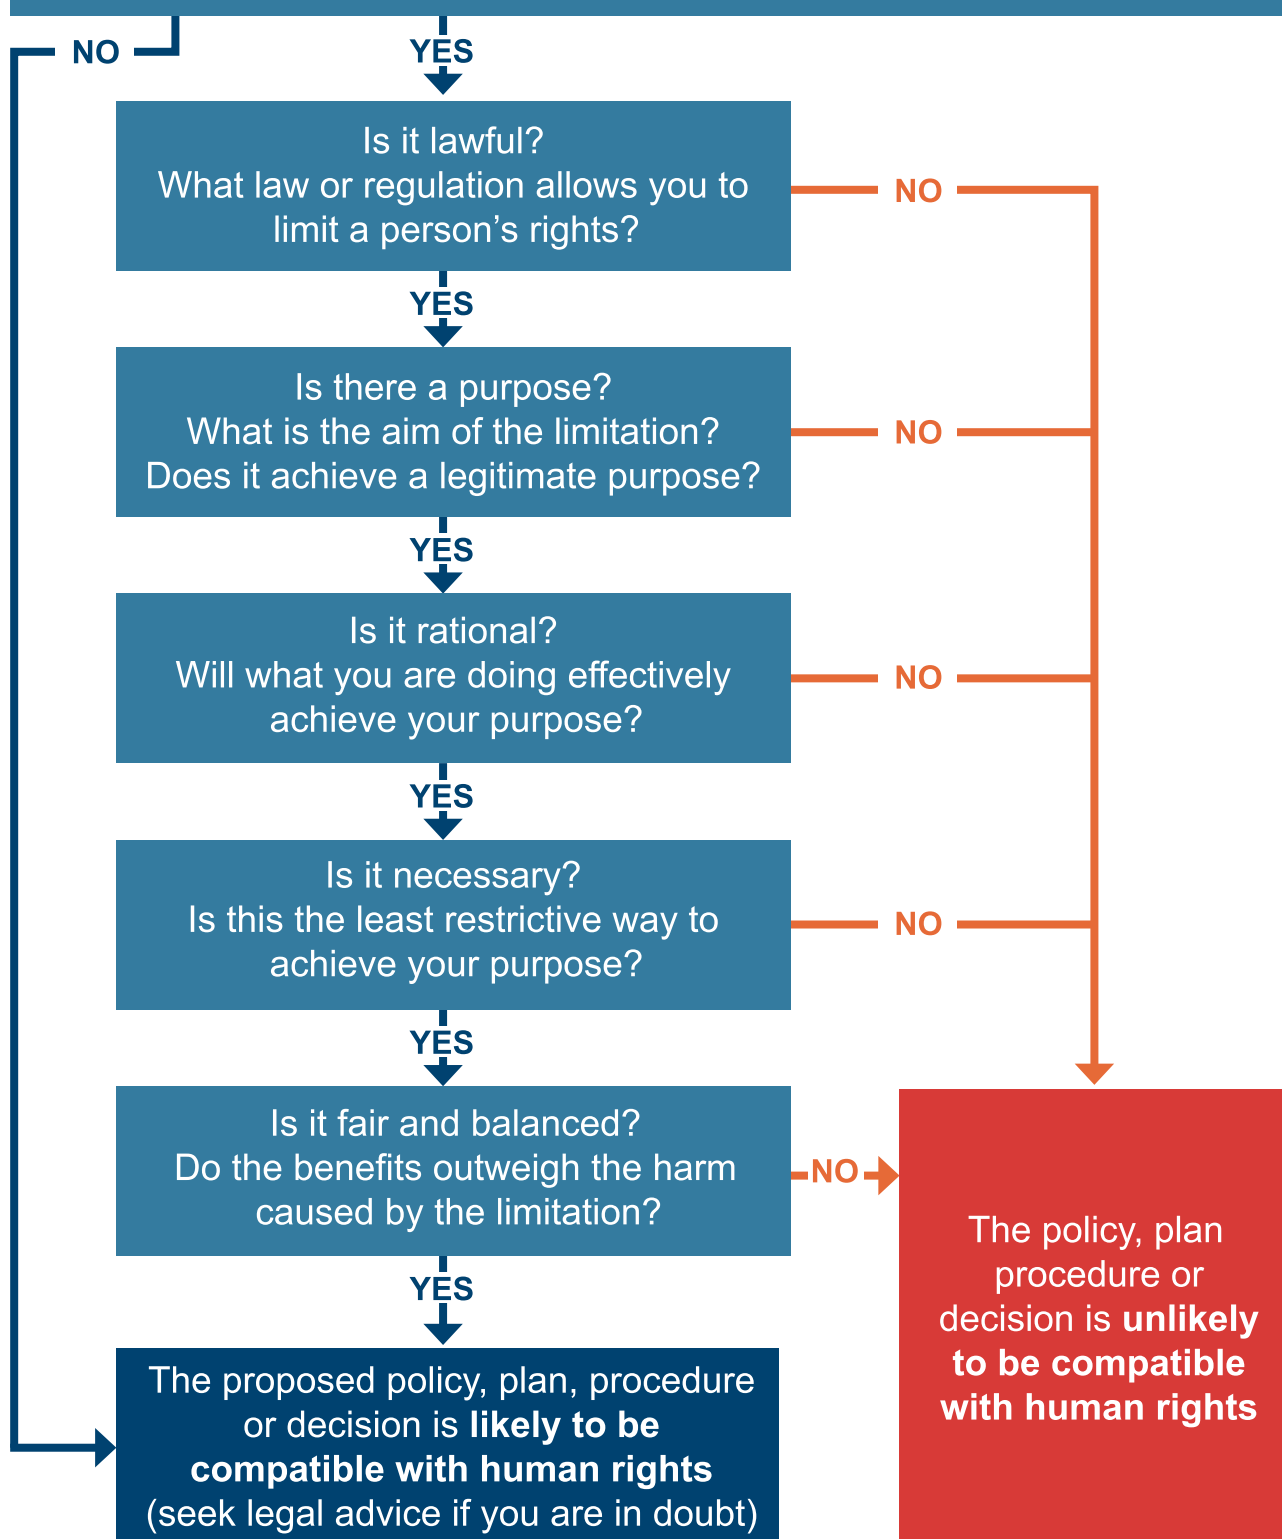 NO
YES
Is it lawful?
What law or regulation allows you to
limit a person’s rights?
NO
YES
Is there a purpose?
What is the aim of the limitation?
Does it achieve a legitimate purpose?
NO
YES
Is it rational?
Will what you are doing effectively
achieve your purpose?
NO
YES
Is it necessary?
Is this the least restrictive way to
achieve your purpose?
NO
YES
Is it fair and balanced?
Do the benefits outweigh the harm
caused by the limitation?
NO
YES
The policy, plan
procedure or
decision is unlikely
to be compatible
with human rights
The proposed policy, plan, procedure
or decision is likely to be
compatible with human rights
(seek legal advice if you are in doubt)